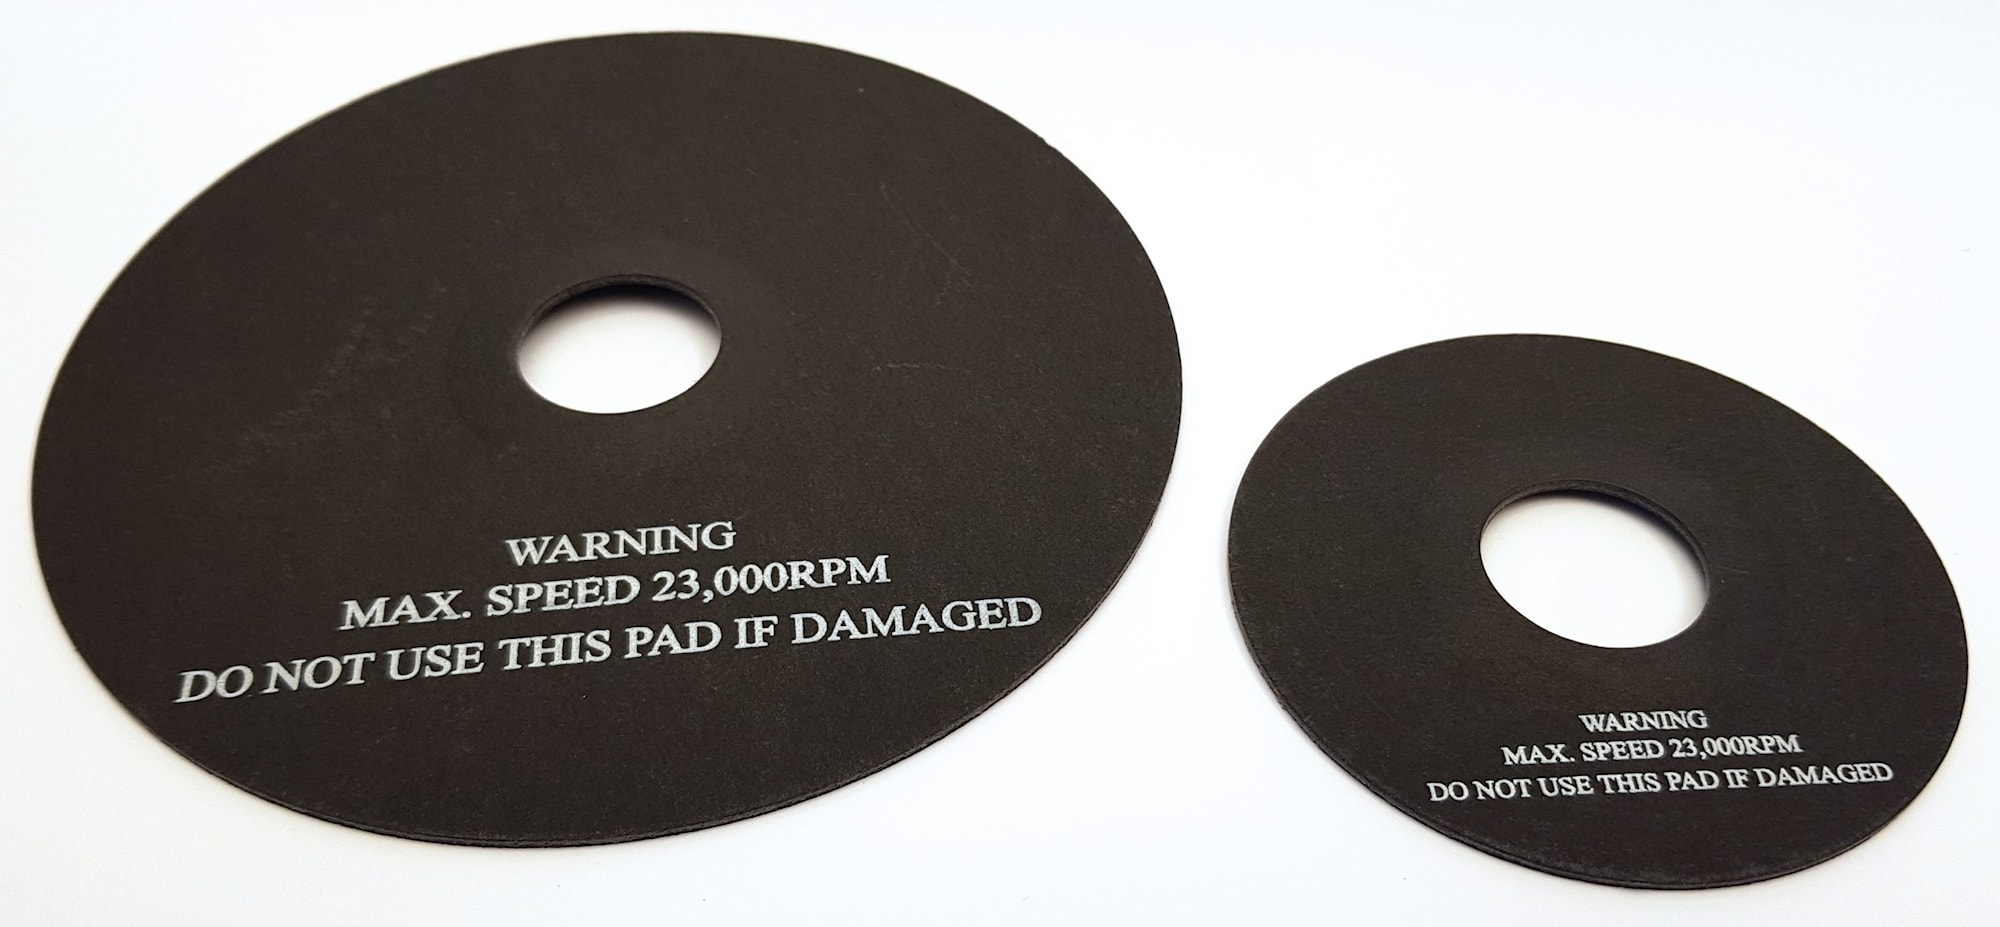 WARNING
MAX. SPEED 23,000RPM
DO NOT USE THIS PAD IF DAMAGED
WARNING
MAX. SPEED 23,000RPM
DO NOT USE THIS PAD IF DAMAGED